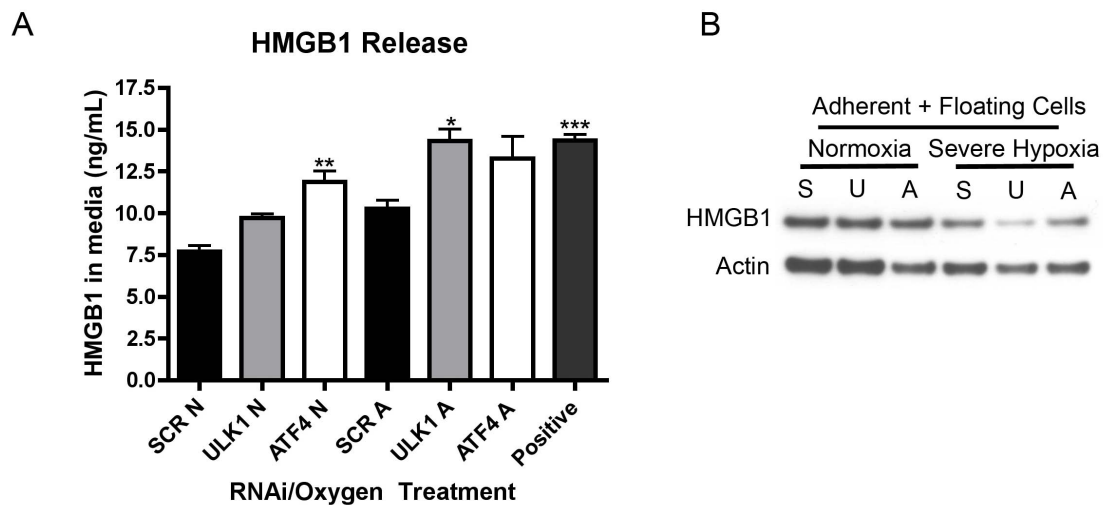 A
HMGB1 Release
HMGB1 in media (ng/mL)
17.5
15.0
12.5
10.0
7.5
5.0
2.5
0.0
**
*
***
SCR N
ULK1 N
ATF4 N
SCR A
ULK1 A
ATF4 A
Positive
RNAi/Oxygen Treatment
B
Adherent + Floating Cells
Normoxia Severe Hypoxia
S U A S U A
HMGB1
Actin